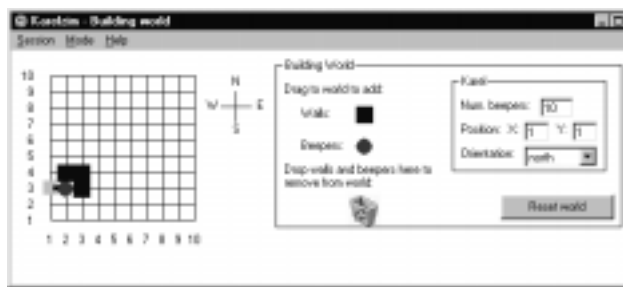 Karelzim - Building world
Session Mode Help
10
9
8
7
6
5
4
3
2
1
1 2 3 4 5 6 7 8 9 10
N
W E
S
Building World
Drag to world to add:
Walls:
Beepers:
Drop walls and beepers here to
remove from world:
Karel
Num. beepers: 10
Position: X: 1 Y: 1
Orientation: north
Reset world